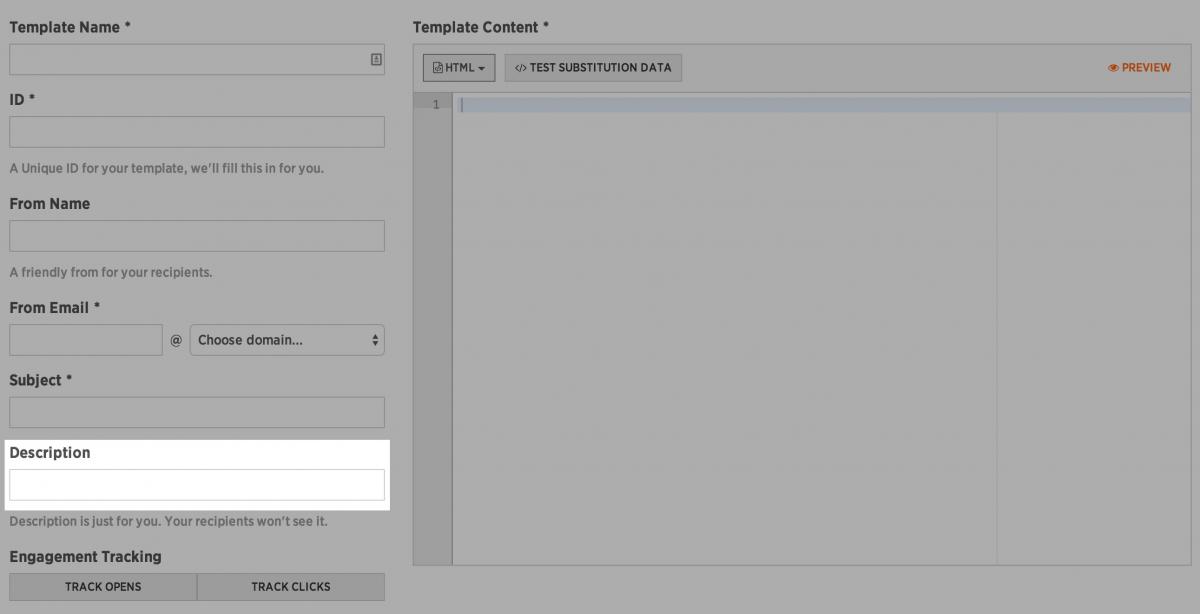 Template Name *
ID *
A Unique ID for your template, we'll fill this in for you.
From Name
A friendly from for your recipients.
From Email *
@ Choose domain...
Subject *
Description
Description is just for you. Your recipients won't see it.
Engagement Tracking
TRACK OPENS TRACK CLICKS
Template Content *
HTML </> TEST SUBSTITUTION DATA PREVIEW
1